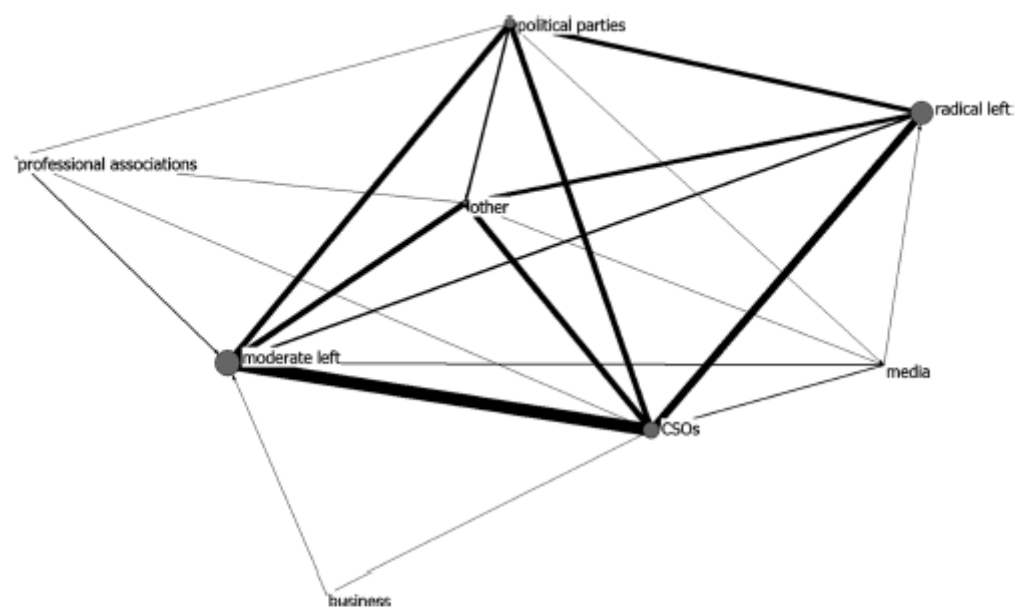 political parties
radical left
professional associations
other
moderate left
media
CSOs
business